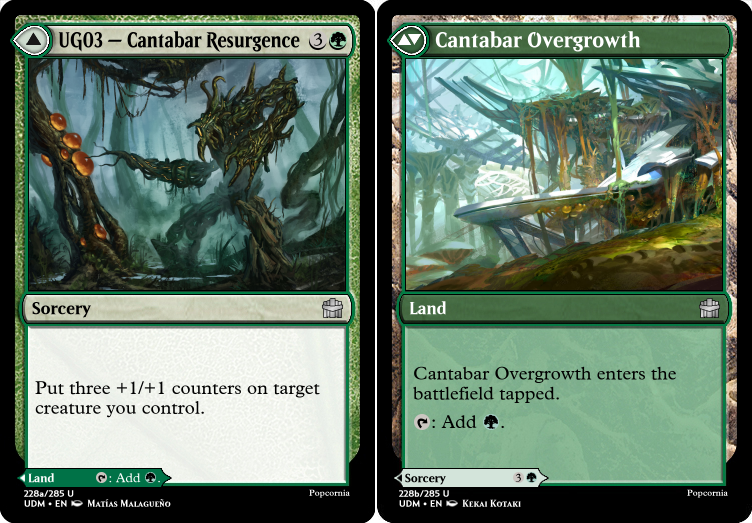 UG03 – Cantabar Resurgence 3
Sorcery
Put three +1/+1 counters on target
creature you control.
Land : Add .
228a/285 U
UDM • EN Matías Malagueño
Popcornia
Cantabar Overgrowth
Land
Cantabar Overgrowth enters the
battlefield tapped.
: Add .
Sorcery 3
228b/285 U
UDM • EN Kekai Kotaki
Popcornia